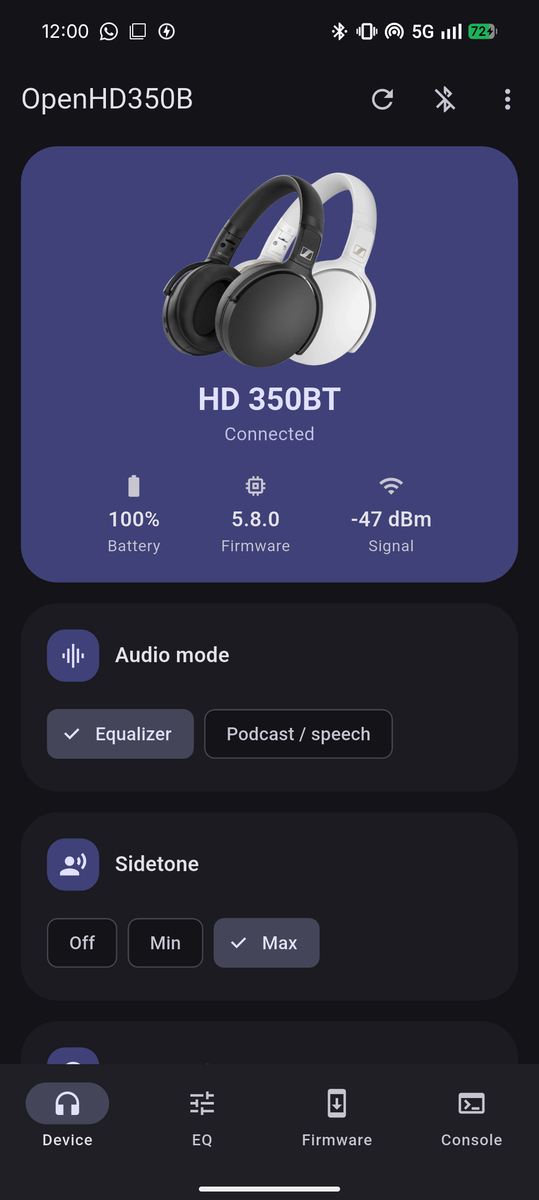 12:00 5G 72
OpenHD350B
HD 350BT
Connected
100% 5.8.0 -47 dBm
Battery Firmware Signal
Audio mode
Equalizer Podcast / speech
Sidetone
Off Min Max
Device EQ Firmware Console